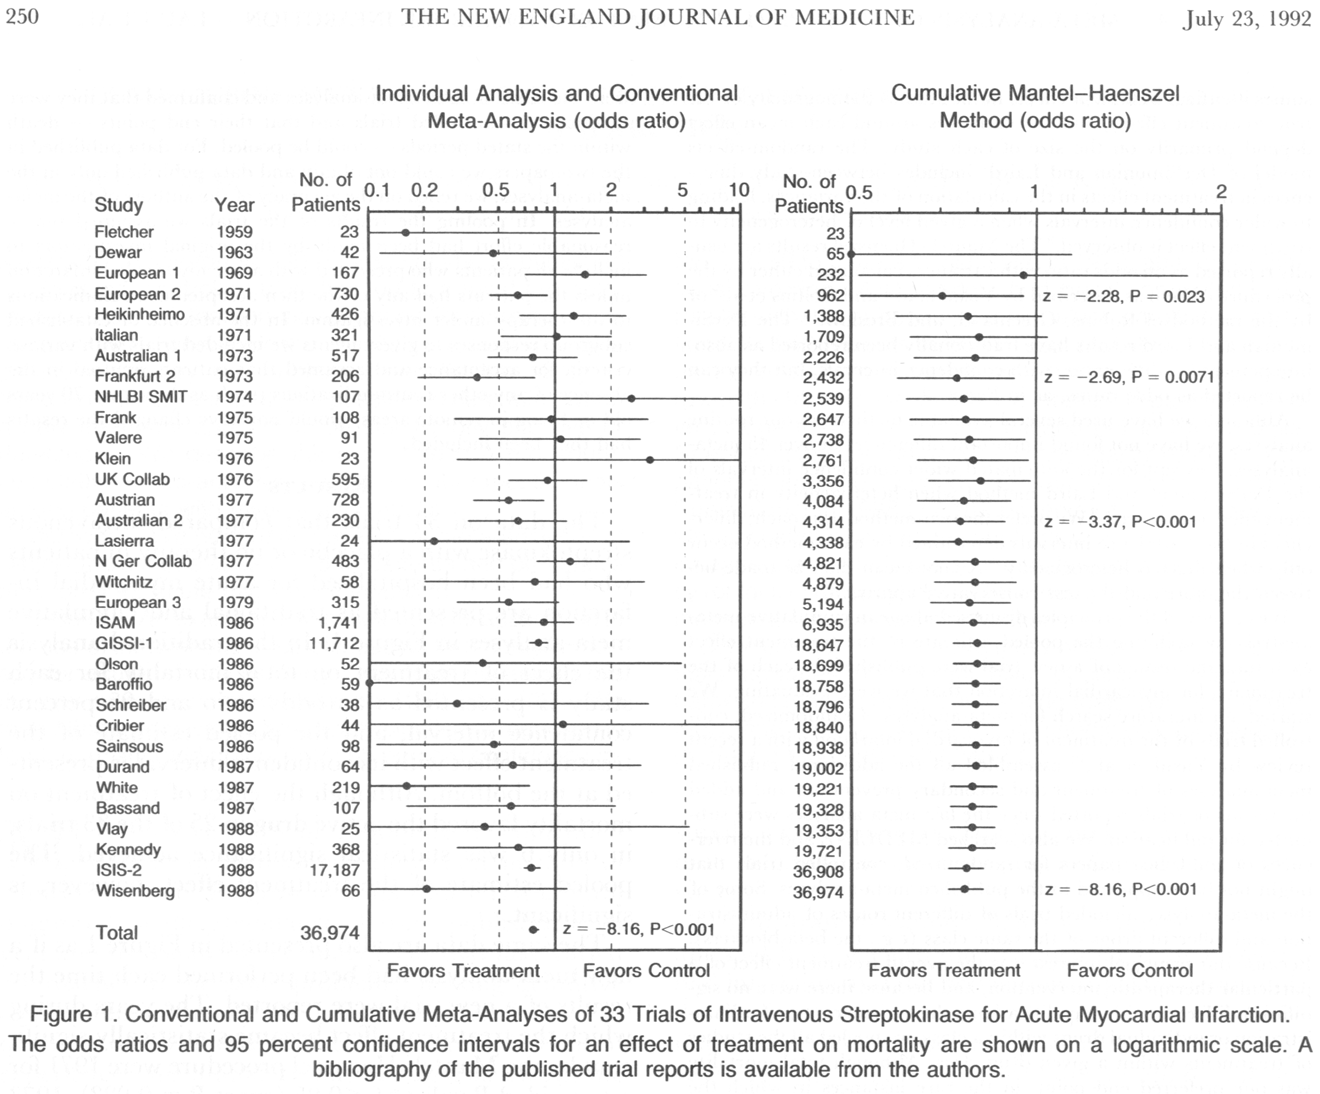 250 THE NEW ENGLAND JOURNAL OF MEDICINE July 23, 1992
Individual Analysis and Conventional
Meta-Analysis (odds ratio)
Cumulative Mantel–Haenszel
Method (odds ratio)
Study Year No. of Patients 0.1 0.2 0.5 1 2 5 10 No. of Patients 0.5 1 2
Fletcher 1959 23 23
Dewar 1963 42 65
European 1 1969 167 232
European 2 1971 730 962 z = −2.28, P = 0.023
Heikinheimo 1971 426 1,388
Italian 1971 321 1,709
Australian 1 1973 517 2,226
Frankfurt 2 1973 206 2,432 z = −2.69, P = 0.0071
NHLBI SMIT 1974 107 2,539
Frank 1975 108 2,647
Valere 1975 91 2,738
Klein 1976 23 2,761
UK Collab 1976 595 3,356
Austrian 1977 728 4,084
Australian 2 1977 230 4,314 z = −3.37, P<0.001
Lasierra 1977 24 4,338
N Ger Collab 1977 483 4,821
Witchitz 1977 58 4,879
European 3 1979 315 5,194
ISAM 1986 1,741 6,935
GISSI-1 1986 11,712 18,647
Olson 1986 52 18,699
Baroffio 1986 59 18,758
Schreiber 1986 38 18,796
Cribier 1986 44 18,840
Sainsous 1986 98 18,938
Durand 1987 64 19,002
White 1987 219 19,221
Bassand 1987 107 19,328
Vlay 1988 25 19,353
Kennedy 1988 368 19,721
ISIS-2 1988 17,187 36,908
Wisenberg 1988 66 36,974 z = −8.16, P<0.001
Total 36,974 z = −8.16, P<0.001
Favors Treatment Favors Control Favors Treatment Favors Control
Figure 1. Conventional and Cumulative Meta-Analyses of 33 Trials of Intravenous Streptokinase for Acute Myocardial Infarction.
The odds ratios and 95 percent confidence intervals for an effect of treatment on mortality are shown on a logarithmic scale. A
bibliography of the published trial reports is available from the authors.